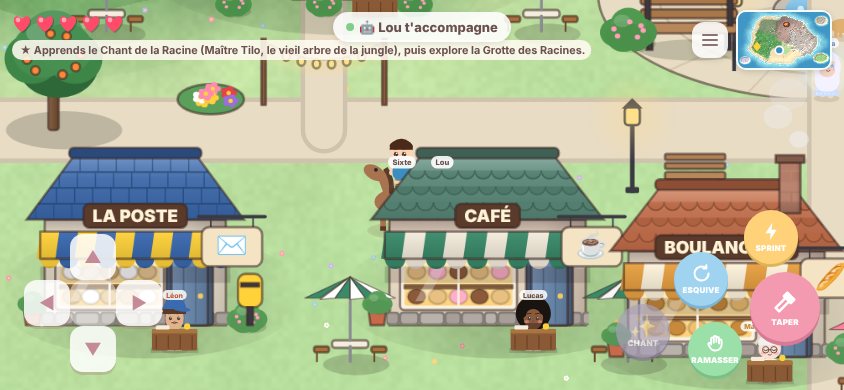 🤖 Lou t'accompagne
★ Apprends le Chant de la Racine (Maître Tilo, le vieil arbre de la jungle), puis explore la Grotte des Racines.
Sixte
Lou
LA POSTE
CAFÉ
BOULANG
SPRINT
ESQUIVE
TAPER
Léon
Lucas
CHANT
RAMASSER